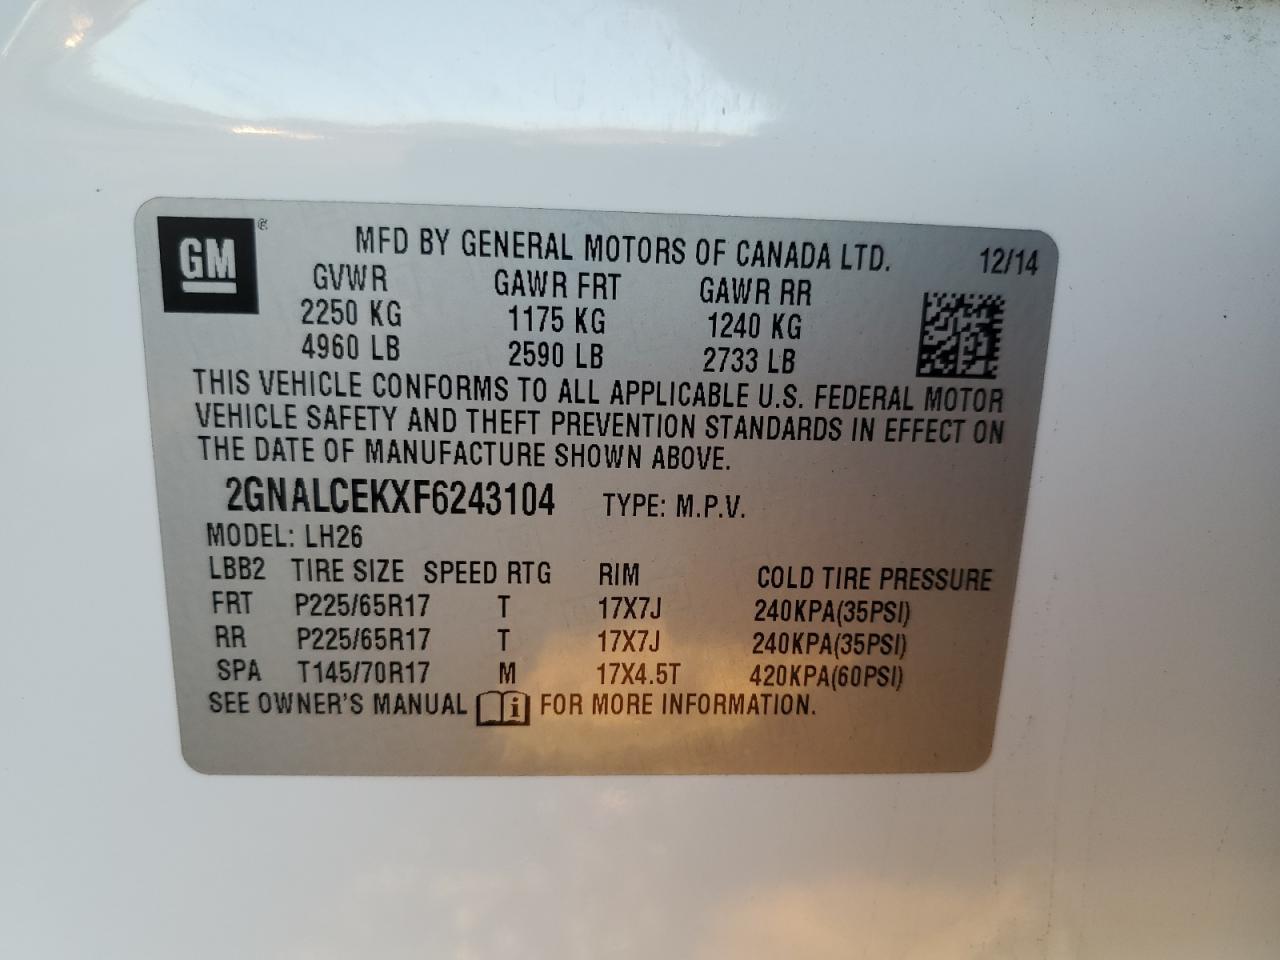 GM®
MFD BY GENERAL MOTORS OF CANADA LTD. 12/14
GVWR GAWR FRT GAWR RR
2250 KG 1175 KG 1240 KG
4960 LB 2590 LB 2733 LB
THIS VEHICLE CONFORMS TO ALL APPLICABLE U.S. FEDERAL MOTOR
VEHICLE SAFETY AND THEFT PREVENTION STANDARDS IN EFFECT ON
THE DATE OF MANUFACTURE SHOWN ABOVE.
2GNALCEKXF6243104 TYPE: M.P.V.
MODEL: LH26
LBB2 TIRE SIZE SPEED RTG RIM COLD TIRE PRESSURE
FRT P225/65R17 T 17X7J 240KPA(35PSI)
RR P225/65R17 T 17X7J 240KPA(35PSI)
SPA T145/70R17 M 17X4.5T 420KPA(60PSI)
SEE OWNER'S MANUAL i FOR MORE INFORMATION.